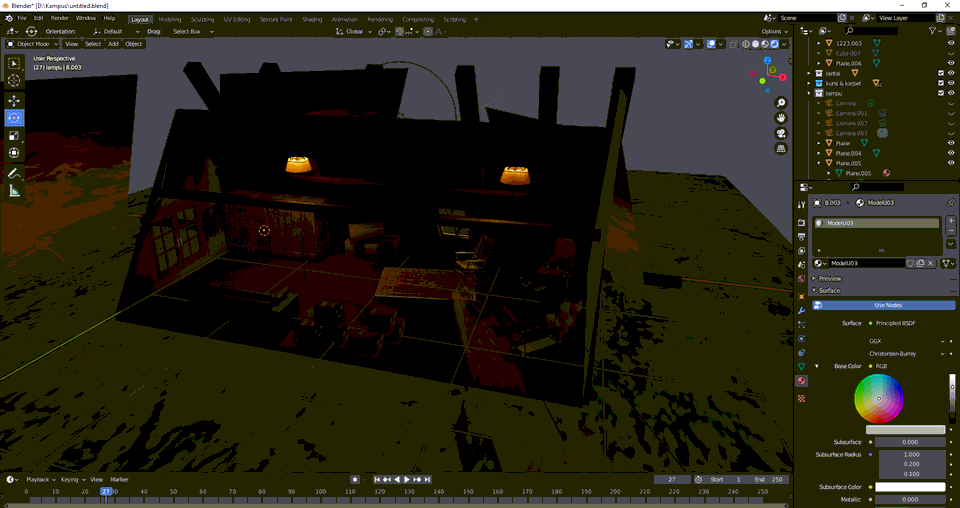 Blender* [D:\Kampus\untitled.blend]
File Edit Render Window Help Layout Modeling Sculpting UV Editing Texture Paint Shading Animation Rendering Compositing Scripting + Scene View Layer
Orientation: Default Drag: Select Box Global Options
Object Mode View Select Add Object
User Perspective
(27) lampu | 8.003
Z
Y
X
1223.003
Cube.007
Plane.006
lantai
kursi & karpet
lampu
Camera
Camera.001
Camera.002
Camera.003
Plane
Plane.004
Plane.005
Plane.005
8.003 ModelU03
ModelU03
ModelU03
Preview
Surface
Use Nodes
Surface Principled BSDF
GGX
Christensen-Burley
Base Color RGB
Subsurface 0.000
Subsurface Radius 1.000
0.200
0.100
Subsurface Color
Metallic 0.000
Playback Keying View Marker 27 Start 1 End 250
0 10 20 27 30 40 50 60 70 80 90 100 110 120 130 140 150 160 170 180 190 200 210 220 230 240 250